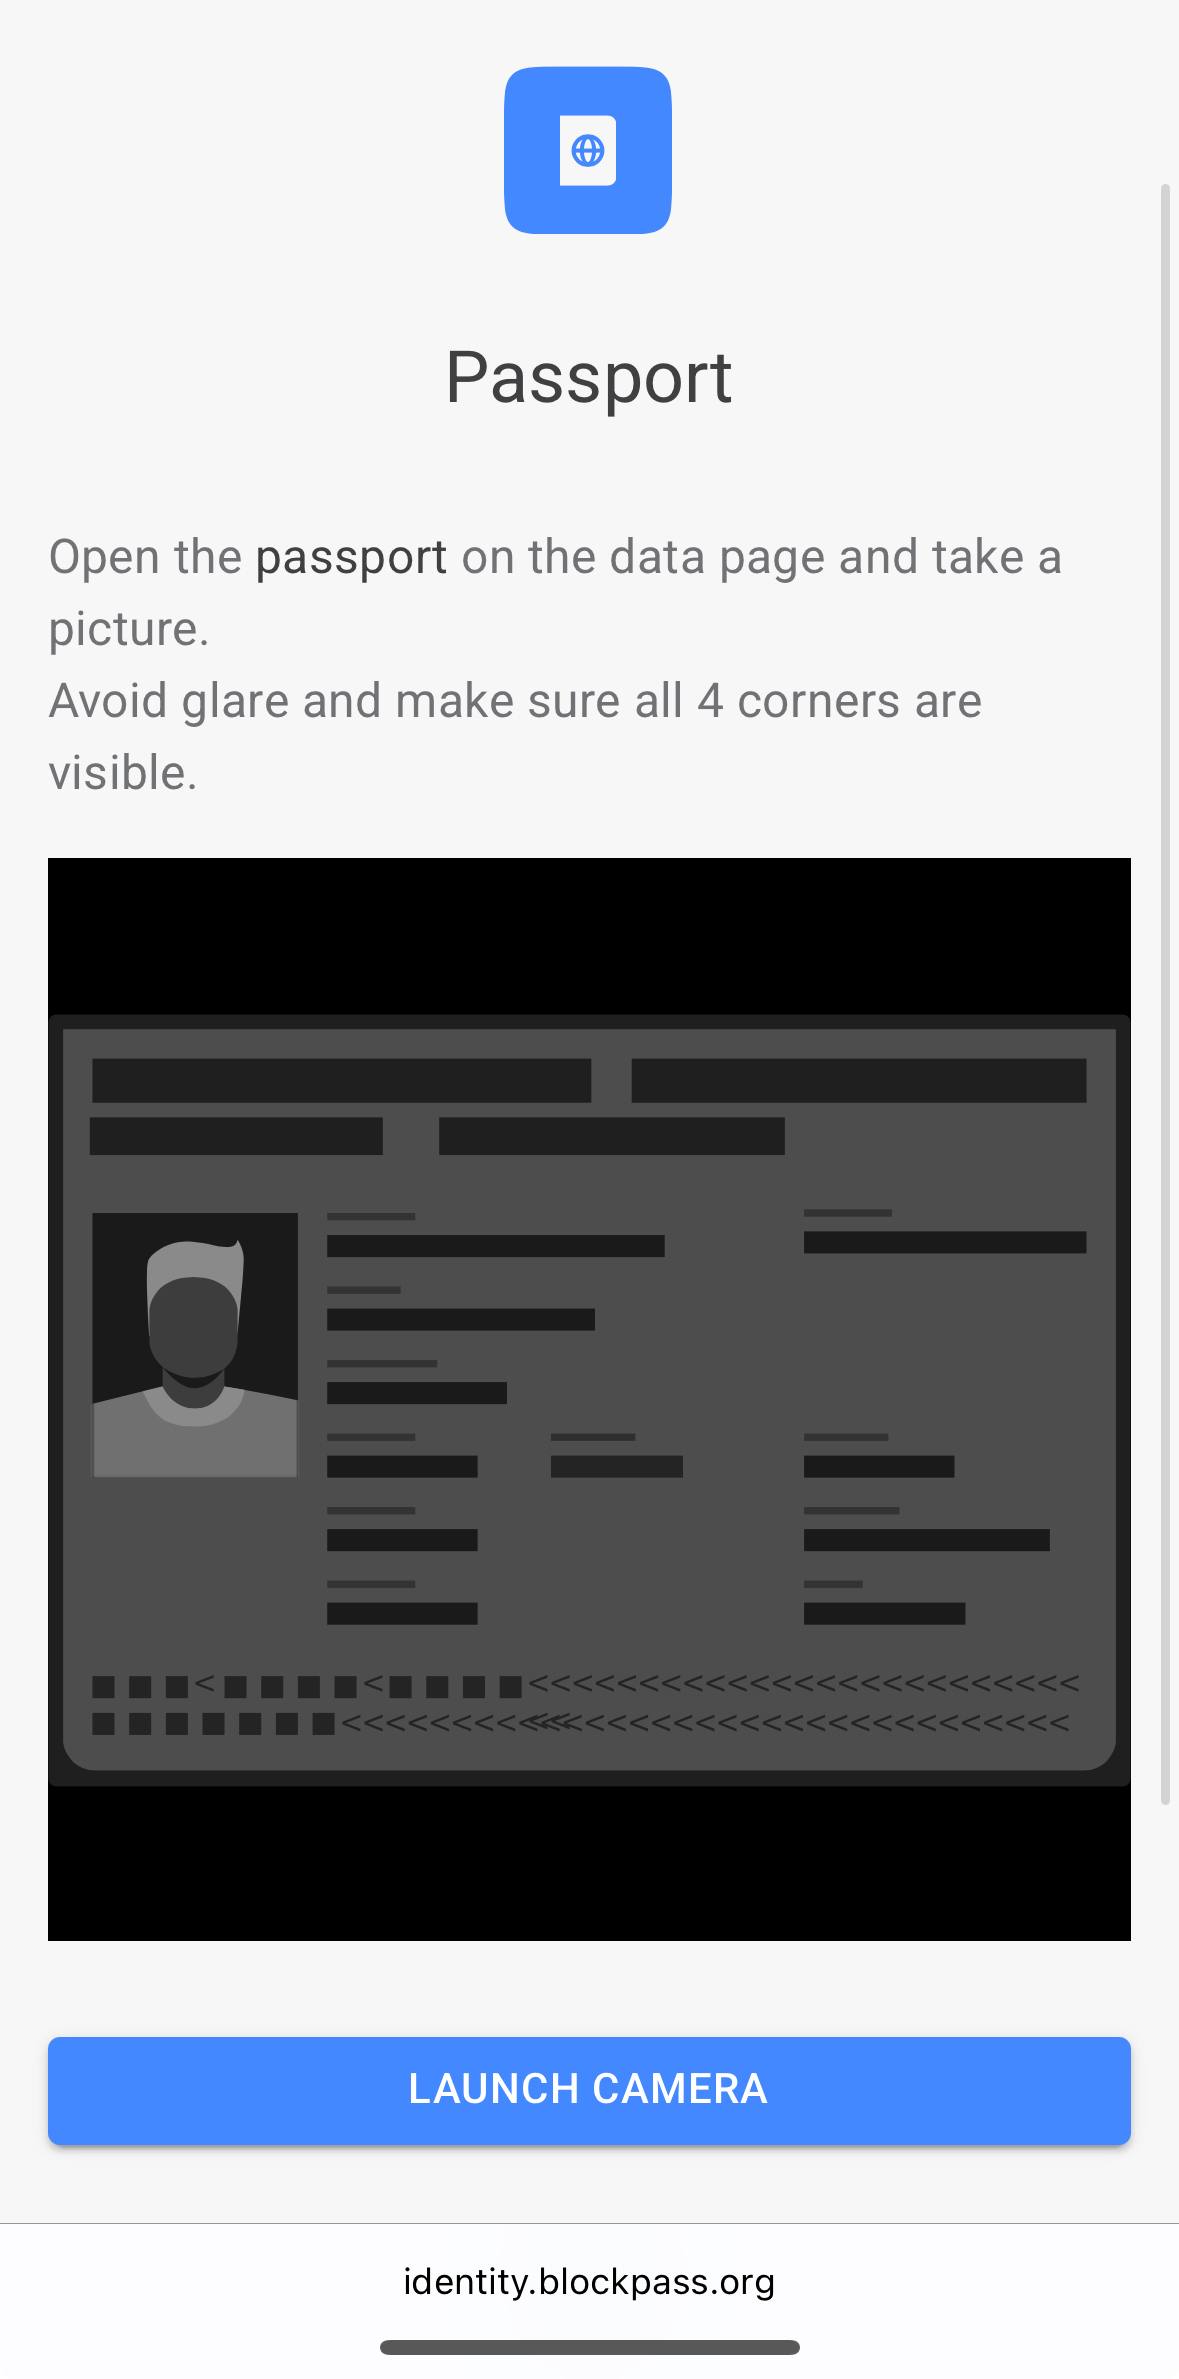 Passport
Open the passport on the data page and take a
picture.
Avoid glare and make sure all 4 corners are
visible.
LAUNCH CAMERA
identity.blockpass.org